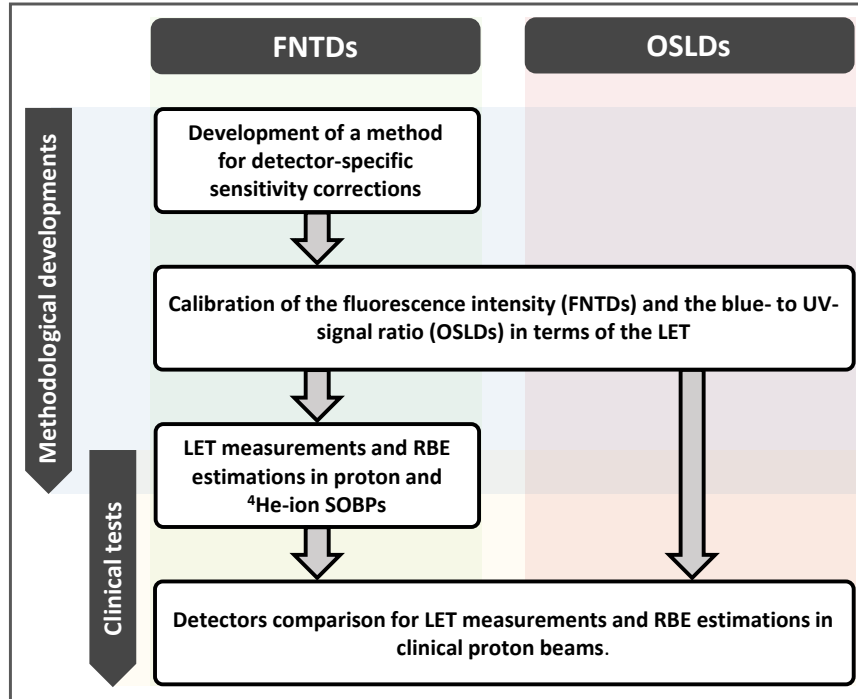 FNTDs
OSLDs
Methodological developments
Development of a method
for detector-specific
sensitivity corrections
Calibration of the fluorescence intensity (FNTDs) and the blue- to UV-
signal ratio (OSLDs) in terms of the LET
LET measurements and RBE
estimations in proton and
⁴He-ion SOBPs
Clinical tests
Detectors comparison for LET measurements and RBE estimations in
clinical proton beams.